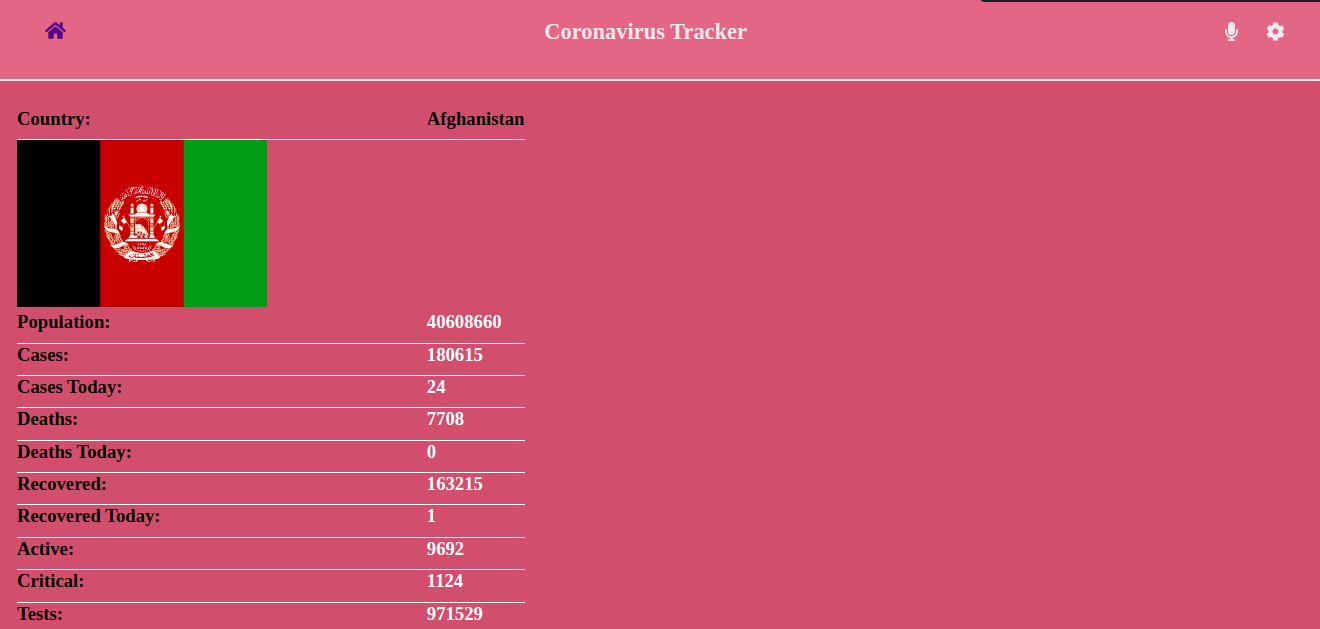 Coronavirus Tracker
Country: Afghanistan
Population: 40608660
Cases: 180615
Cases Today: 24
Deaths: 7708
Deaths Today: 0
Recovered: 163215
Recovered Today: 1
Active: 9692
Critical: 1124
Tests: 971529